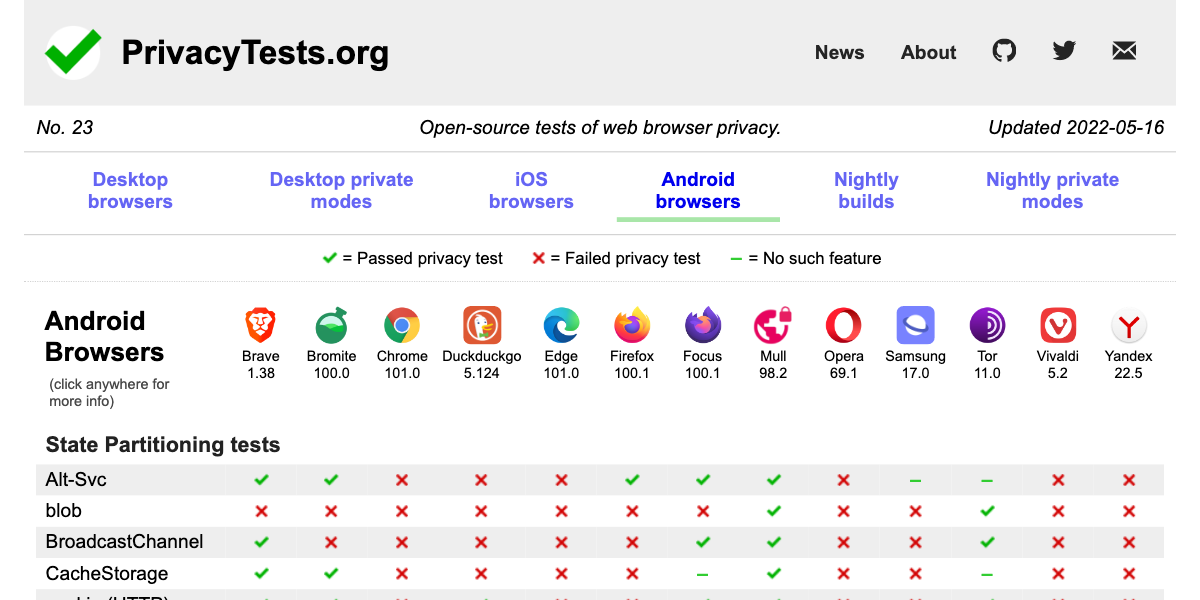 PrivacyTests.org
News About
No. 23 Open-source tests of web browser privacy. Updated 2022-05-16
Desktop browsers Desktop private modes iOS browsers Android browsers Nightly builds Nightly private modes
= Passed privacy test = Failed privacy test = No such feature
Android Browsers
(click anywhere for more info)
Brave 1.38
Bromite 100.0
Chrome 101.0
Duckduckgo 5.124
Edge 101.0
Firefox 100.1
Focus 100.1
Mull 98.2
Opera 69.1
Samsung 17.0
Tor 11.0
Vivaldi 5.2
Yandex 22.5
State Partitioning tests
Alt-Svc
blob
BroadcastChannel
CacheStorage